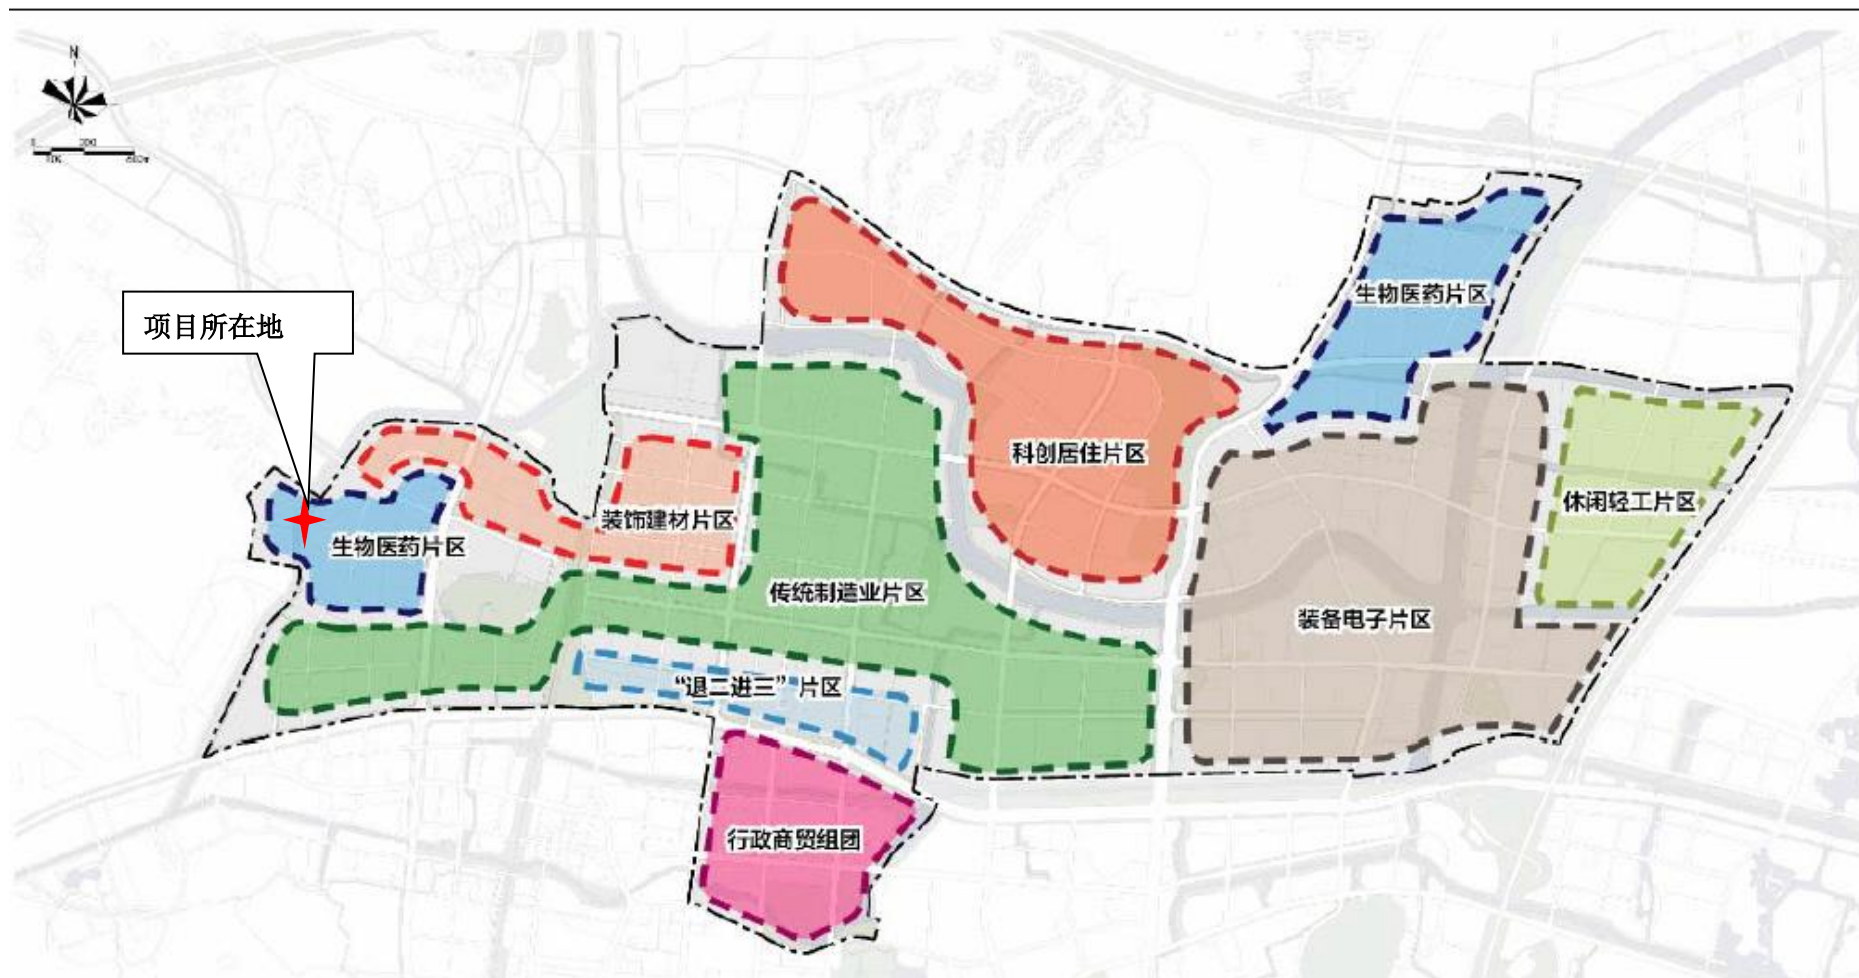 N
项目所在地
生物医药片区
科创居住片区
休闲轻工片区
装饰建材片区
生物医药片区
传统制造业片区
装备电子片区
“退二进三”片区
行政商贸组团